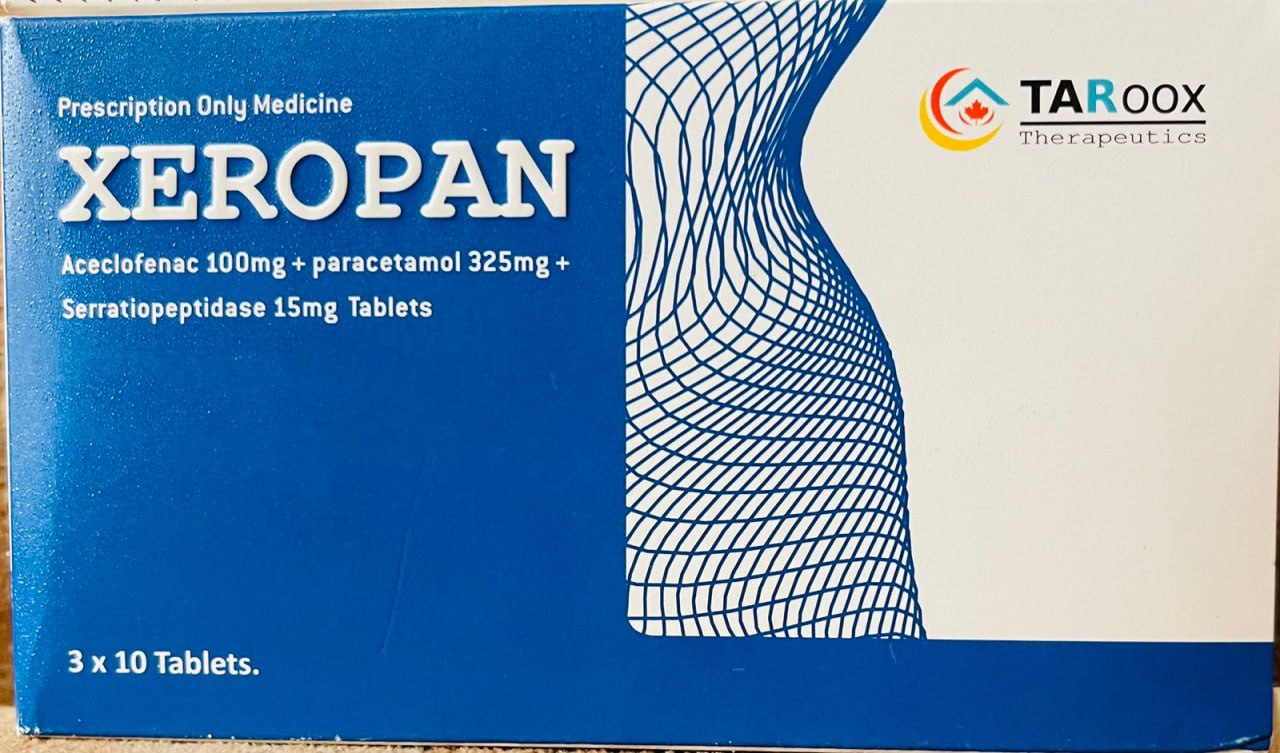 Prescription Only Medicine
XEROPAN
Aceclofenac 100mg + paracetamol 325mg +
Serratiopeptidase 15mg Tablets
3 x 10 Tablets.
TAROOX
Therapeutics